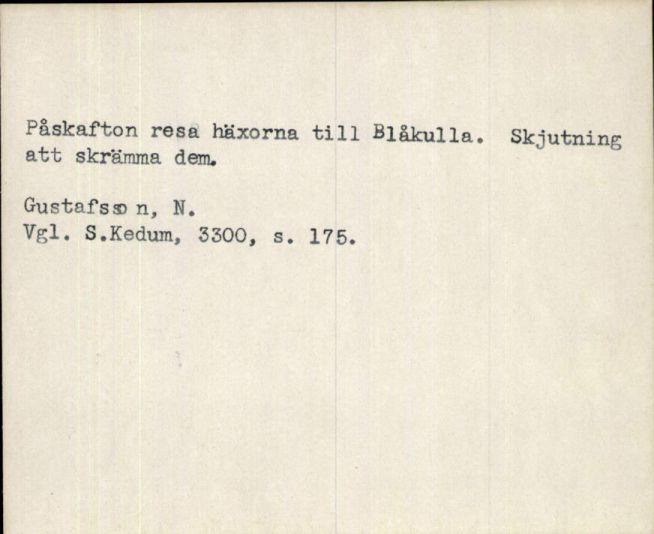 Påskafton resa häxorna till Blåkulla. Skjutning
att skrämma dem.
Gustafsson, N.
Vgl. S.Kedum, 3300, s. 175.